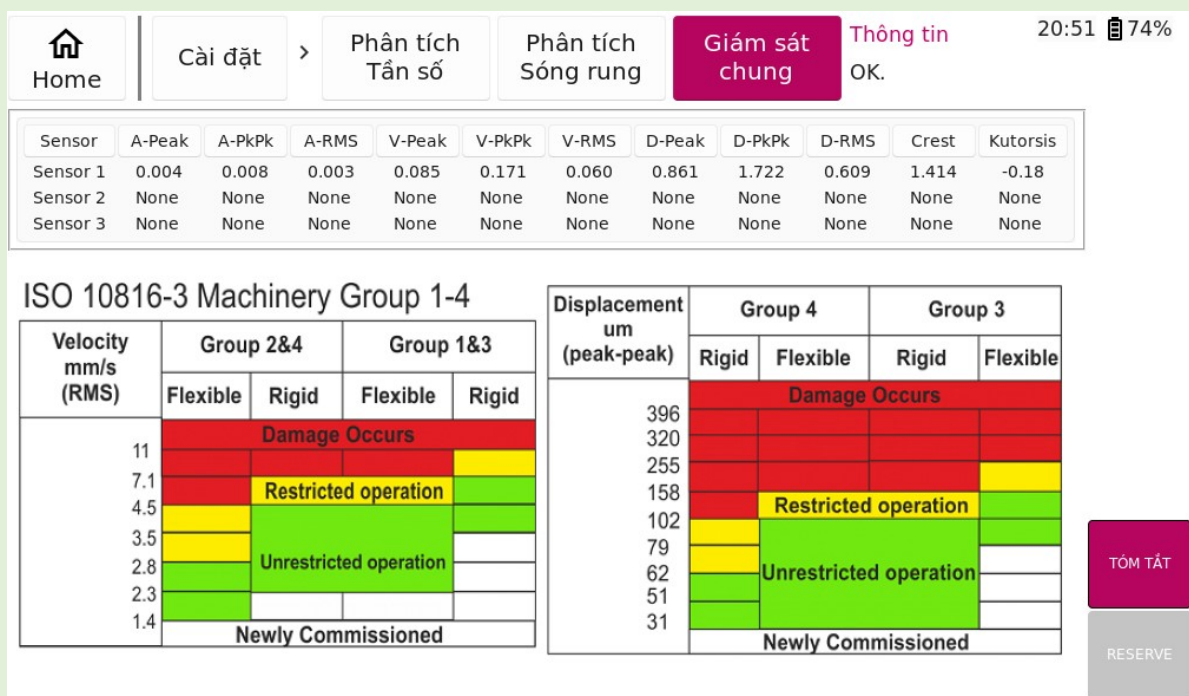 Home
Cài đặt
>
Phân tích
Tần số
Phân tích
Sóng rung
Giám sát
chung
Thông tin
OK.
20:51 74%
Sensor A-Peak A-PkPk A-RMS V-Peak V-PkPk V-RMS D-Peak D-PkPk D-RMS Crest Kutorsis
Sensor 1 0.004 0.008 0.003 0.085 0.171 0.060 0.861 1.722 0.609 1.414 -0.18
Sensor 2 None None None None None None None None None None None
Sensor 3 None None None None None None None None None None None
ISO 10816-3 Machinery Group 1-4
Velocity
mm/s
(RMS)
Group 2&4 Group 1&3
Flexible Rigid Flexible Rigid
Damage Occurs
11
7.1
Restricted operation
4.5
3.5
Unrestricted operation
2.8
2.3
1.4
Newly Commissioned
Displacement
um
(peak-peak)
Group 4 Group 3
Rigid Flexible Rigid Flexible
Damage Occurs
396
320
255
158
Restricted operation
102
79
62
Unrestricted operation
51
31
Newly Commissioned
TÓM TẮT
RESERVE